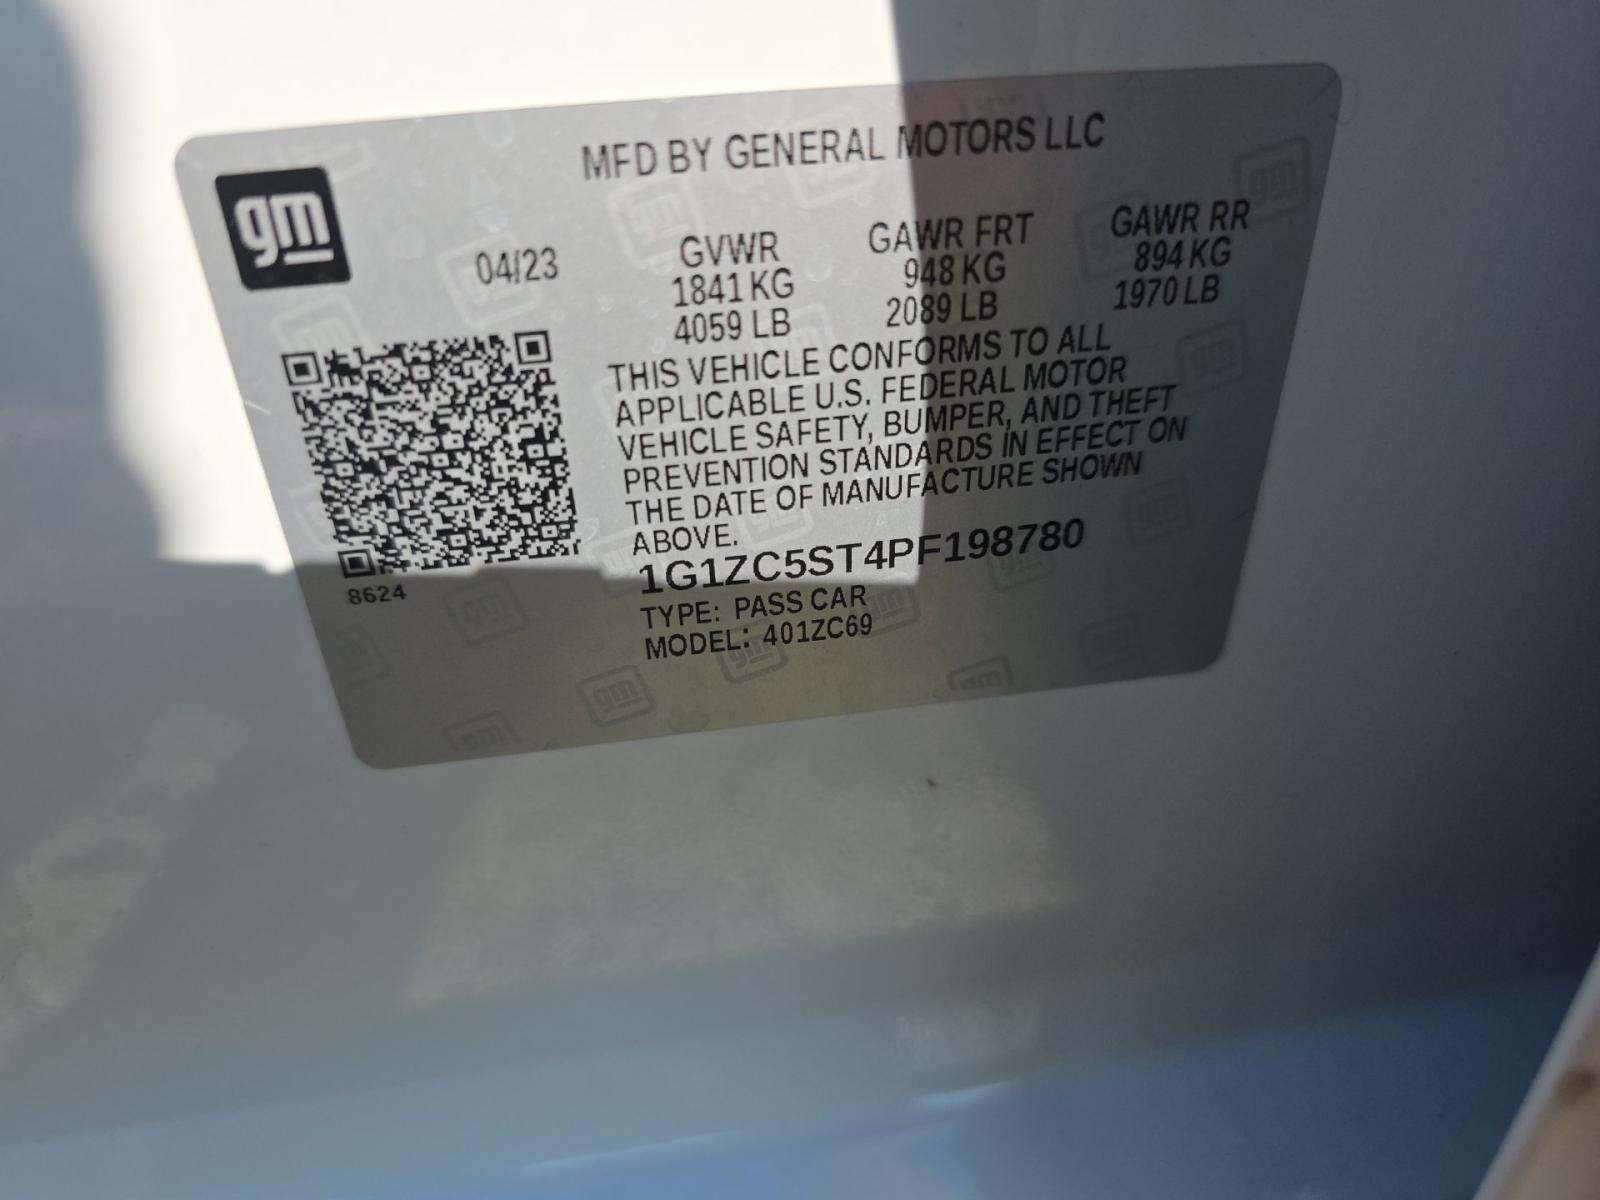 MFD BY GENERAL MOTORS LLC
gm
04/23
GVWR GAWR FRT GAWR RR
1841 KG 948 KG 894 KG
4059 LB 2089 LB 1970 LB
THIS VEHICLE CONFORMS TO ALL
APPLICABLE U.S. FEDERAL MOTOR
VEHICLE SAFETY, BUMPER, AND THEFT
PREVENTION STANDARDS IN EFFECT ON
THE DATE OF MANUFACTURE SHOWN
ABOVE.
1G1ZC5ST4PF198780
8624
TYPE: PASS CAR
MODEL: 401ZC69